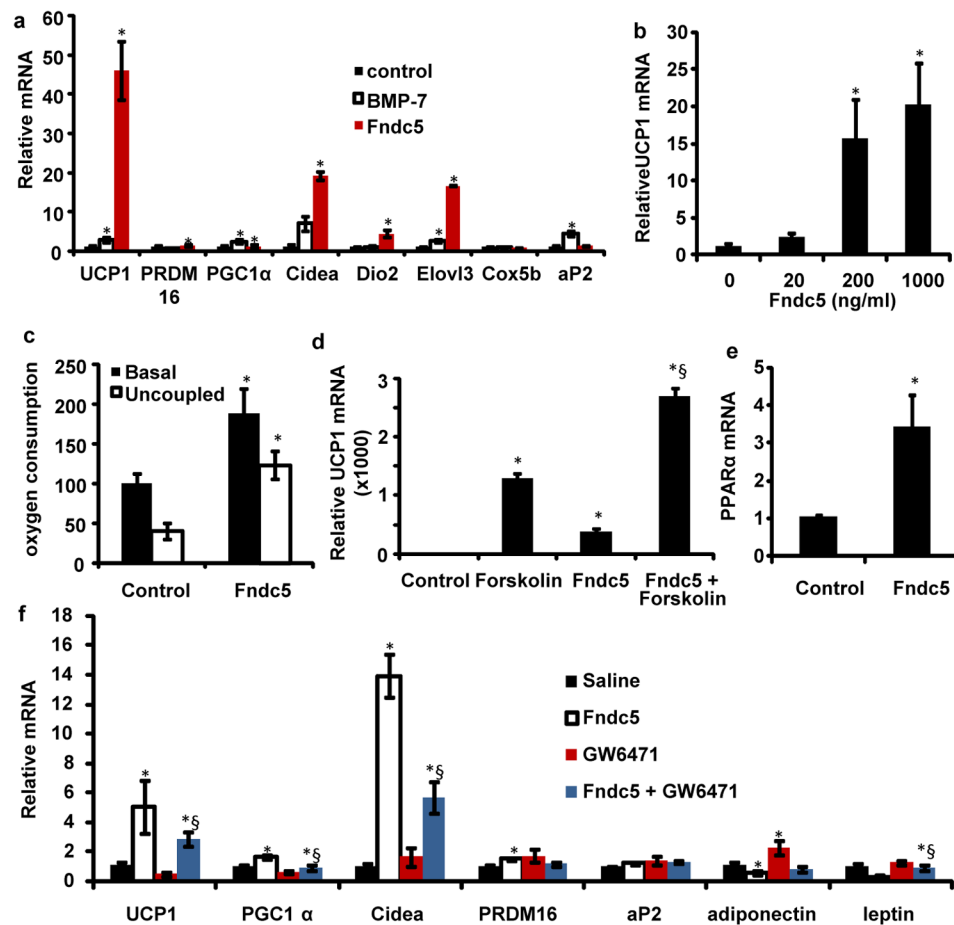 a
Relative mRNA
60
50
40
30
20
10
0
*
*
*
*
*
*
*
*
*
*
control
BMP-7
Fndc5
UCP1 PRDM 16 PGC1α Cidea Dio2 Elovl3 Cox5b aP2
b
RelativeUCP1 mRNA
30
25
20
15
10
5
0
*
*
0 20 200 1000
Fndc5 (ng/ml)
c
oxygen consumption
250
200
150
100
50
0
Basal
Uncoupled
*
*
Control Fndc5
d
Relative UCP1 mRNA
(x1000)
3
2
1
0
*
*
*§
Control Forskolin Fndc5 Fndc5 +
Forskolin
e
PPARα mRNA
5
4
3
2
1
0
*
Control Fndc5
f
Relative mRNA
18
16
14
12
10
8
6
4
2
0
*
*§
*
*§
*
*§
*
*
*
*§
Saline
Fndc5
GW6471
Fndc5 + GW6471
UCP1 PGC1 α Cidea PRDM16 aP2 adiponectin leptin